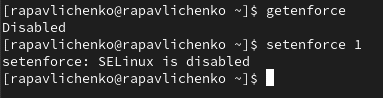 [rapavlichenko@rapavlichenko ~]$ getenforce
Disabled
[rapavlichenko@rapavlichenko ~]$ setenforce 1
setenforce: SELinux is disabled
[rapavlichenko@rapavlichenko ~]$